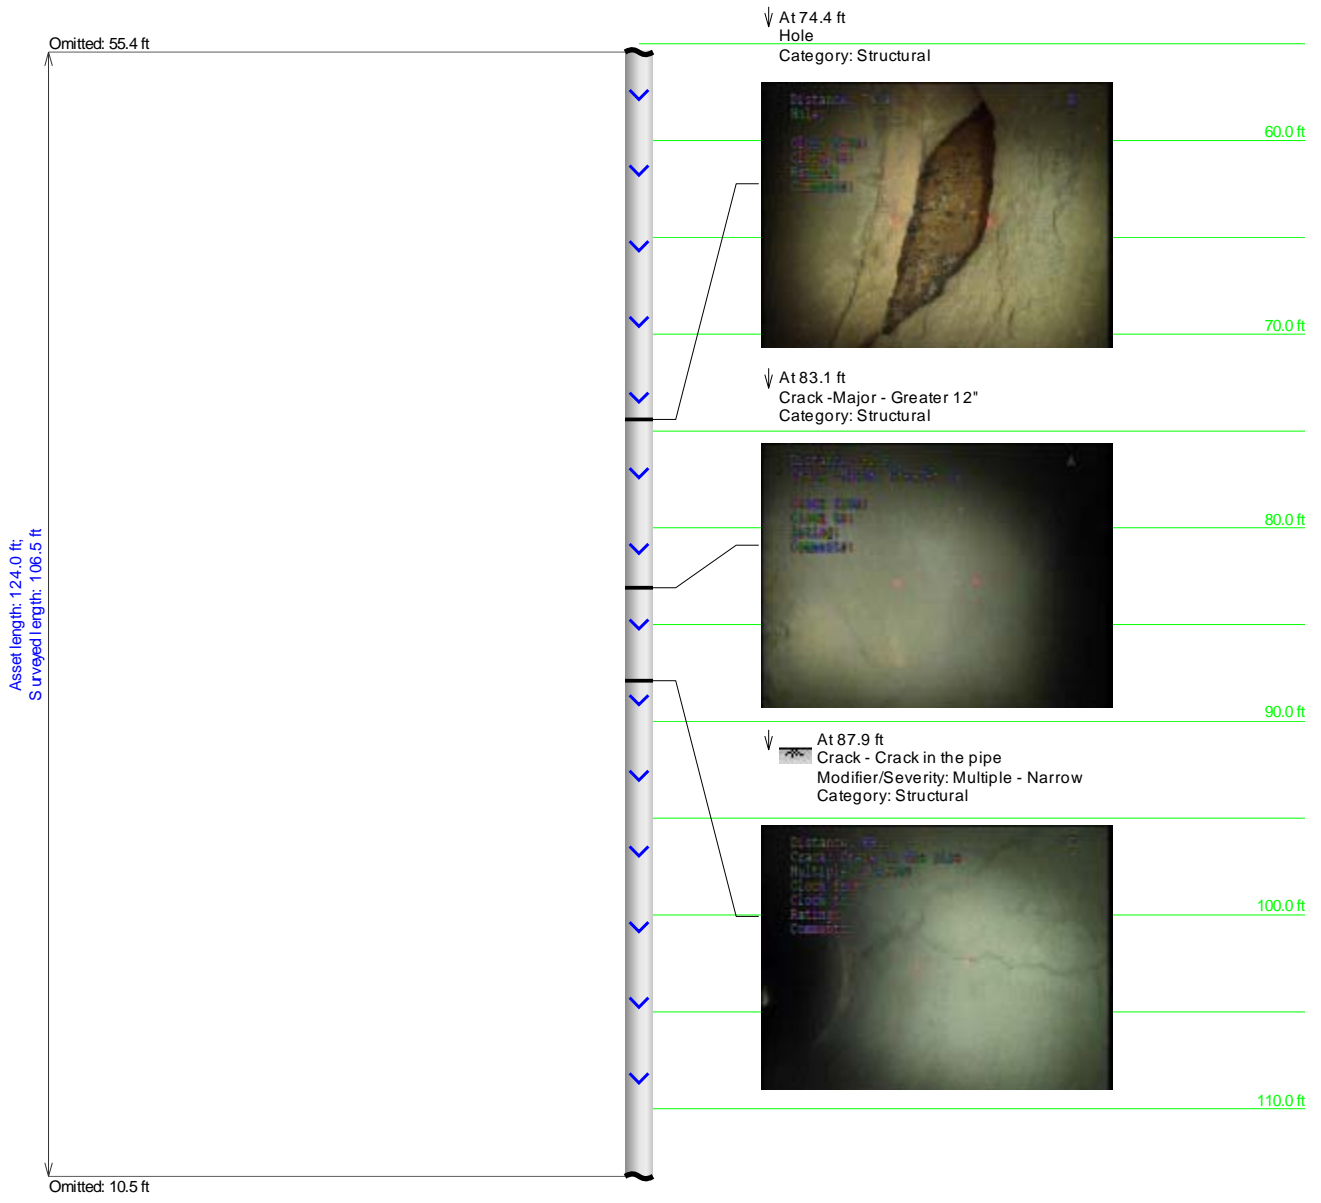 Omitted: 55.4 ft
At 74.4 ft
Hole
Category: Structural
60.0 ft
70.0 ft
At 83.1 ft
Crack -Major - Greater 12"
Category: Structural
80.0 ft
Asset length: 124.0 ft;
Surveyed length: 106.5 ft
90.0 ft
At 87.9 ft
Crack - Crack in the pipe
Modifier/Severity: Multiple - Narrow
Category: Structural
100.0 ft
110.0 ft
Omitted: 10.5 ft